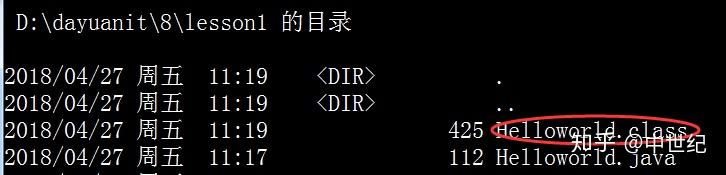 D:\dayuanit\8\lesson1 的目录
2018/04/27 周五 11:19 <DIR> .
2018/04/27 周五 11:19 <DIR> ..
2018/04/27 周五 11:19 425 Helloworld.class
2018/04/27 周五 11:17 112 Helloworld.java
知乎 @中世纪